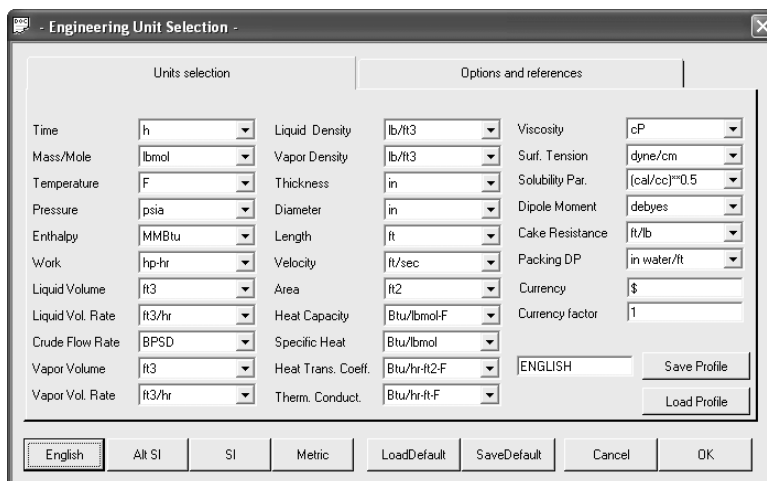 - Engineering Unit Selection -
Units selection Options and references
Time h Liquid Density lb/ft3 Viscosity cP
Mass/Mole lbmol Vapor Density lb/ft3 Surf. Tension dyne/cm
Temperature F Thickness in Solubility Par. (cal/cc)**0.5
Pressure psia Diameter in Dipole Moment debyes
Enthalpy MMBtu Length ft Cake Resistance ft/lb
Work hp-hr Velocity ft/sec Packing DP in water/ft
Liquid Volume ft3 Area ft2 Currency $
Liquid Vol. Rate ft3/hr Heat Capacity Btu/lbmol-F Currency factor 1
Crude Flow Rate BPSD Specific Heat Btu/lbmol
Vapor Volume ft3 Heat Trans. Coeff. Btu/hr-ft2-F ENGLISH Save Profile
Vapor Vol. Rate ft3/hr Therm. Conduct. Btu/hr-ft-F Load Profile
English Alt SI SI Metric LoadDefault SaveDefault Cancel OK